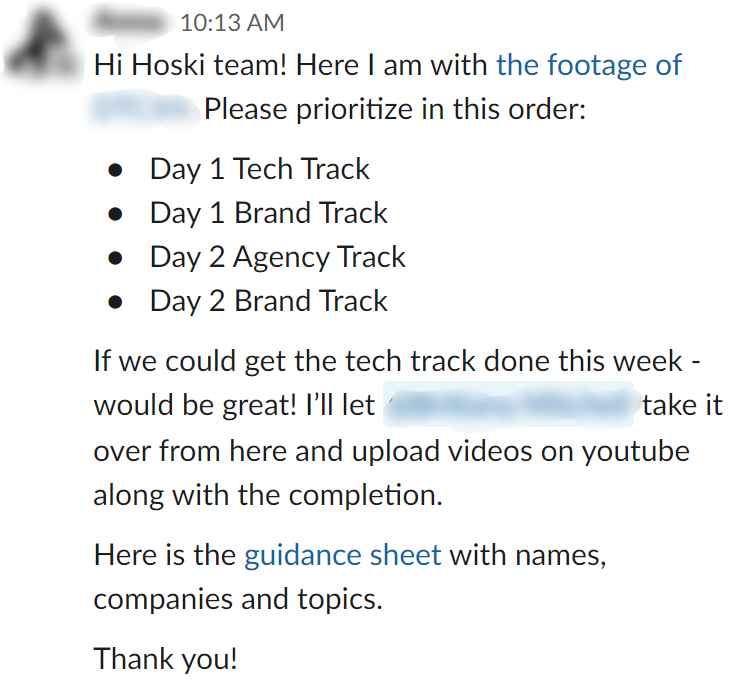 10:13 AM
Hi Hoski team! Here I am with the footage of
. Please prioritize in this order:
● Day 1 Tech Track
● Day 1 Brand Track
● Day 2 Agency Track
● Day 2 Brand Track
If we could get the tech track done this week -
would be great! I’ll let take it
over from here and upload videos on youtube
along with the completion.
Here is the guidance sheet with names,
companies and topics.
Thank you!